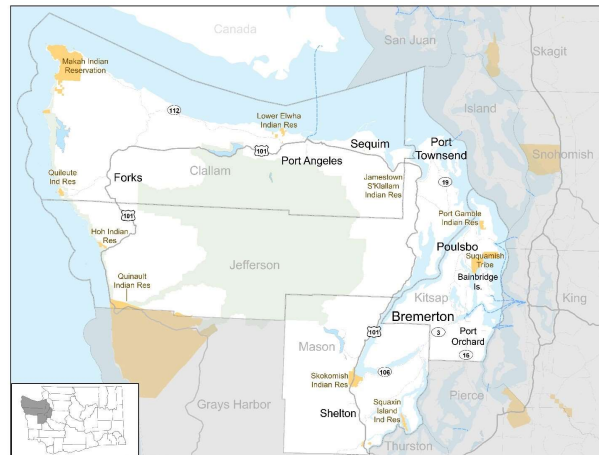 Canada
San Juan
Skagit
Makah Indian
Reservation
Island
112
Lower Elwha
Indian Res
Sequim
Port
Townsend
Snohomish
101
Port Angeles
Clallam
Quileute
Ind Res
Forks
Jamestown
S'Klallam
Indian Res
19
101
Port Gamble
Indian Res
Hoh Indian
Res
Poulsbo
Suquamish
Tribe
Jefferson
Quinault
Indian Res
Bainbridge
Is.
Kitsap
King
Bremerton
101
3
Port
Orchard
Mason
16
Skokomish
Indian Res
106
Pierce
Grays Harbor
Shelton
Squaxin
Island
Ind Res
Thurston